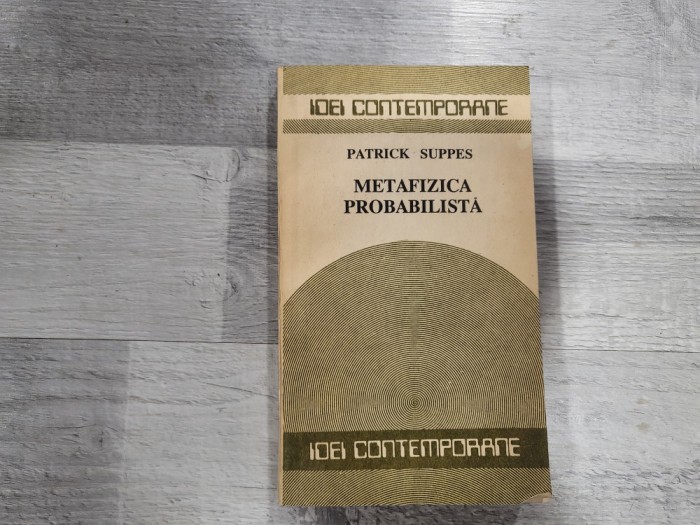 IDEI CONTEMPORANE
PATRICK SUPPES
METAFIZICA
PROBABILISTĂ
IDEI CONTEMPORANE